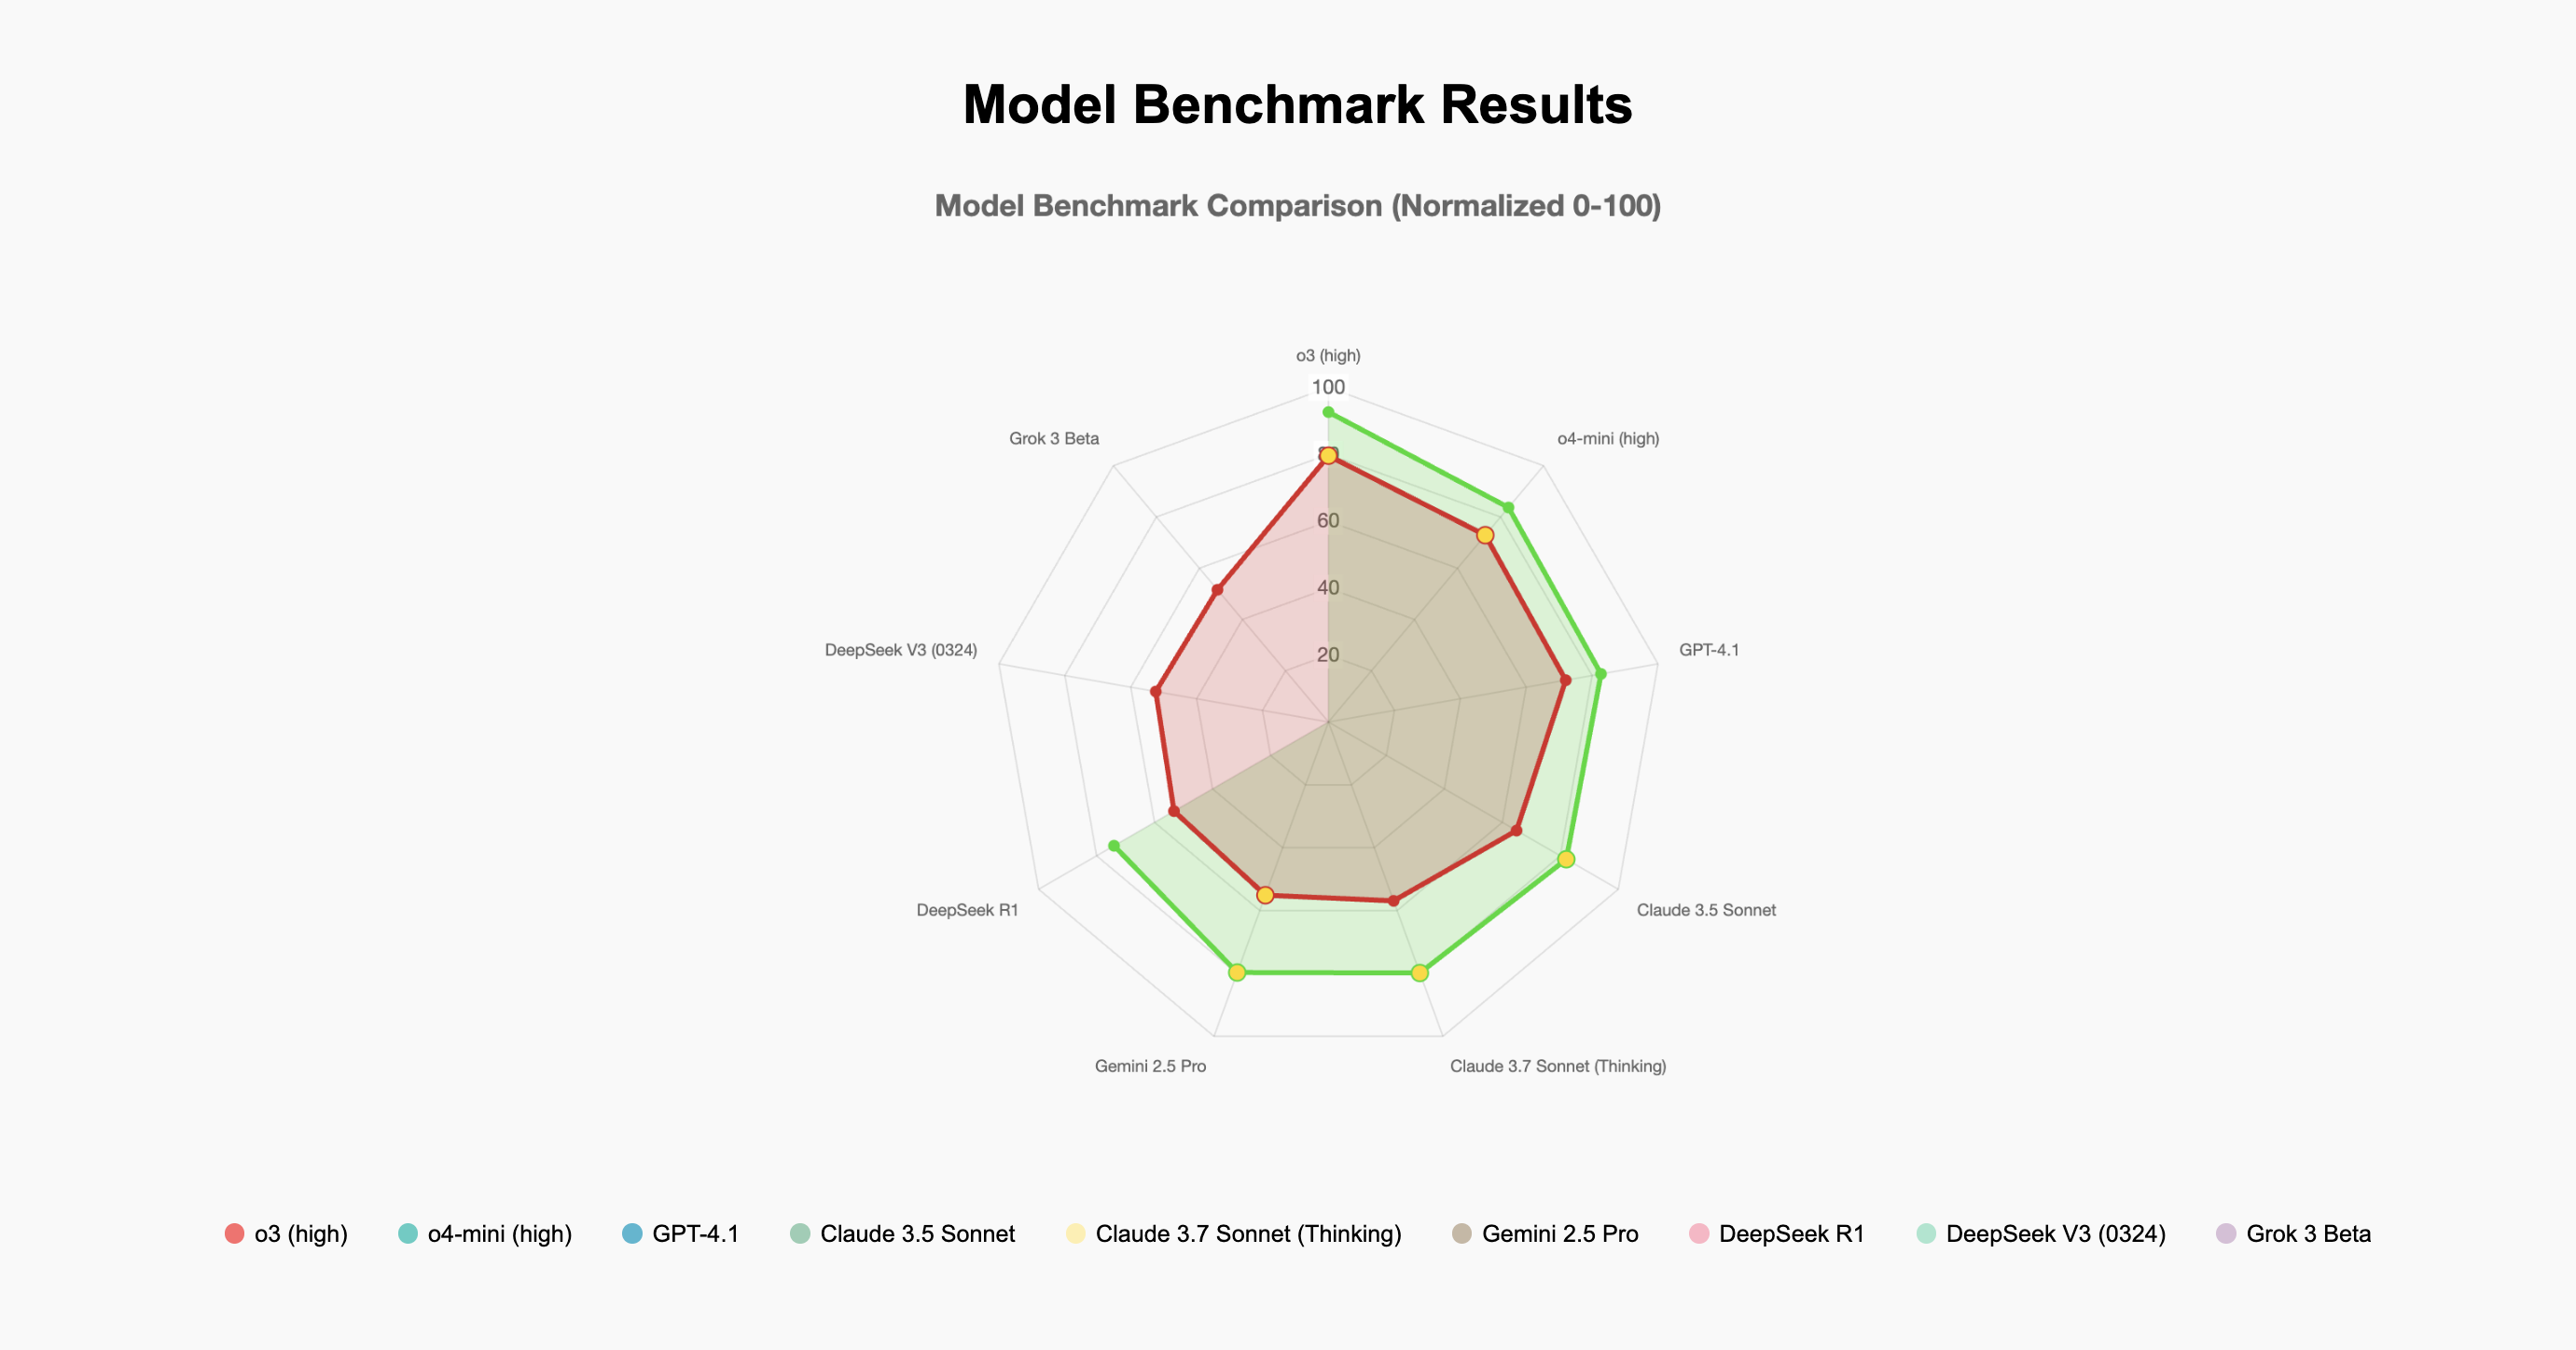 Model Benchmark Results
Model Benchmark Comparison (Normalized 0-100)
o3 (high)
100
Grok 3 Beta
o4-mini (high)
60
40
DeepSeek V3 (0324)
GPT-4.1
20
DeepSeek R1
Claude 3.5 Sonnet
Gemini 2.5 Pro
Claude 3.7 Sonnet (Thinking)
o3 (high) o4-mini (high) GPT-4.1 Claude 3.5 Sonnet Claude 3.7 Sonnet (Thinking) Gemini 2.5 Pro DeepSeek R1 DeepSeek V3 (0324) Grok 3 Beta